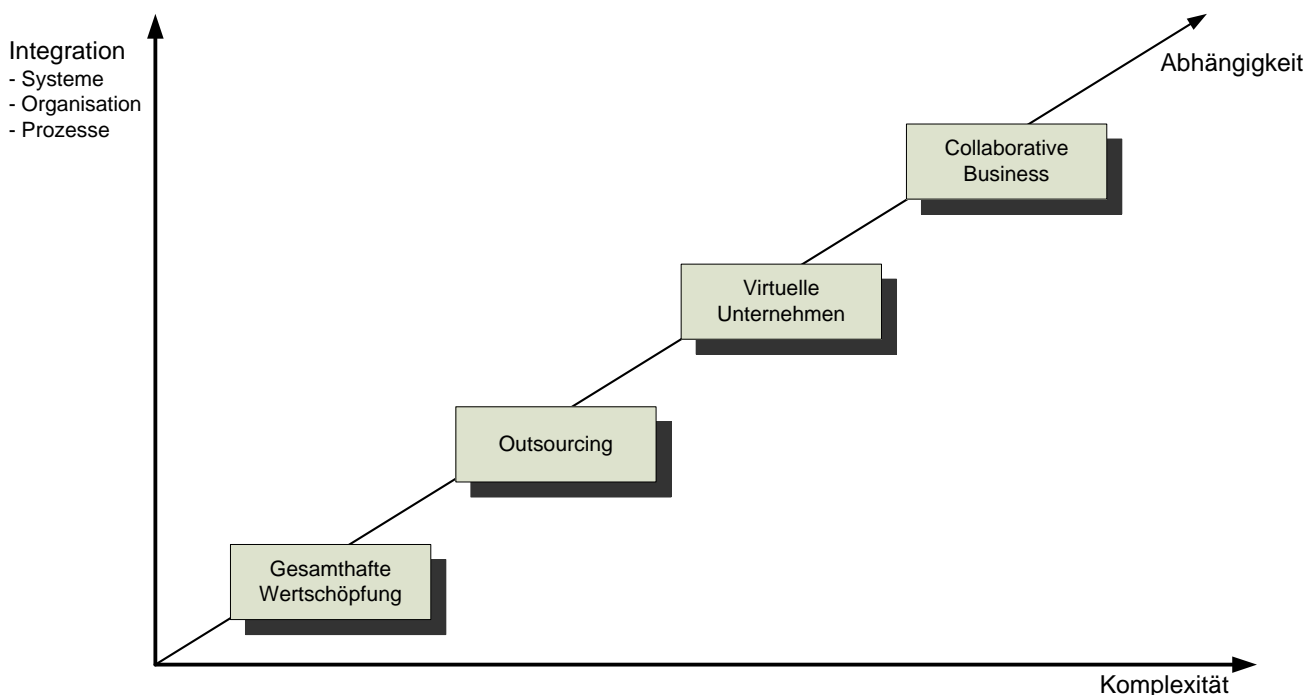 Integration
- Systeme
- Organisation
- Prozesse
Abhängigkeit
Collaborative
Business
Virtuelle
Unternehmen
Outsourcing
Gesamthafte
Wertschöpfung
Komplexität